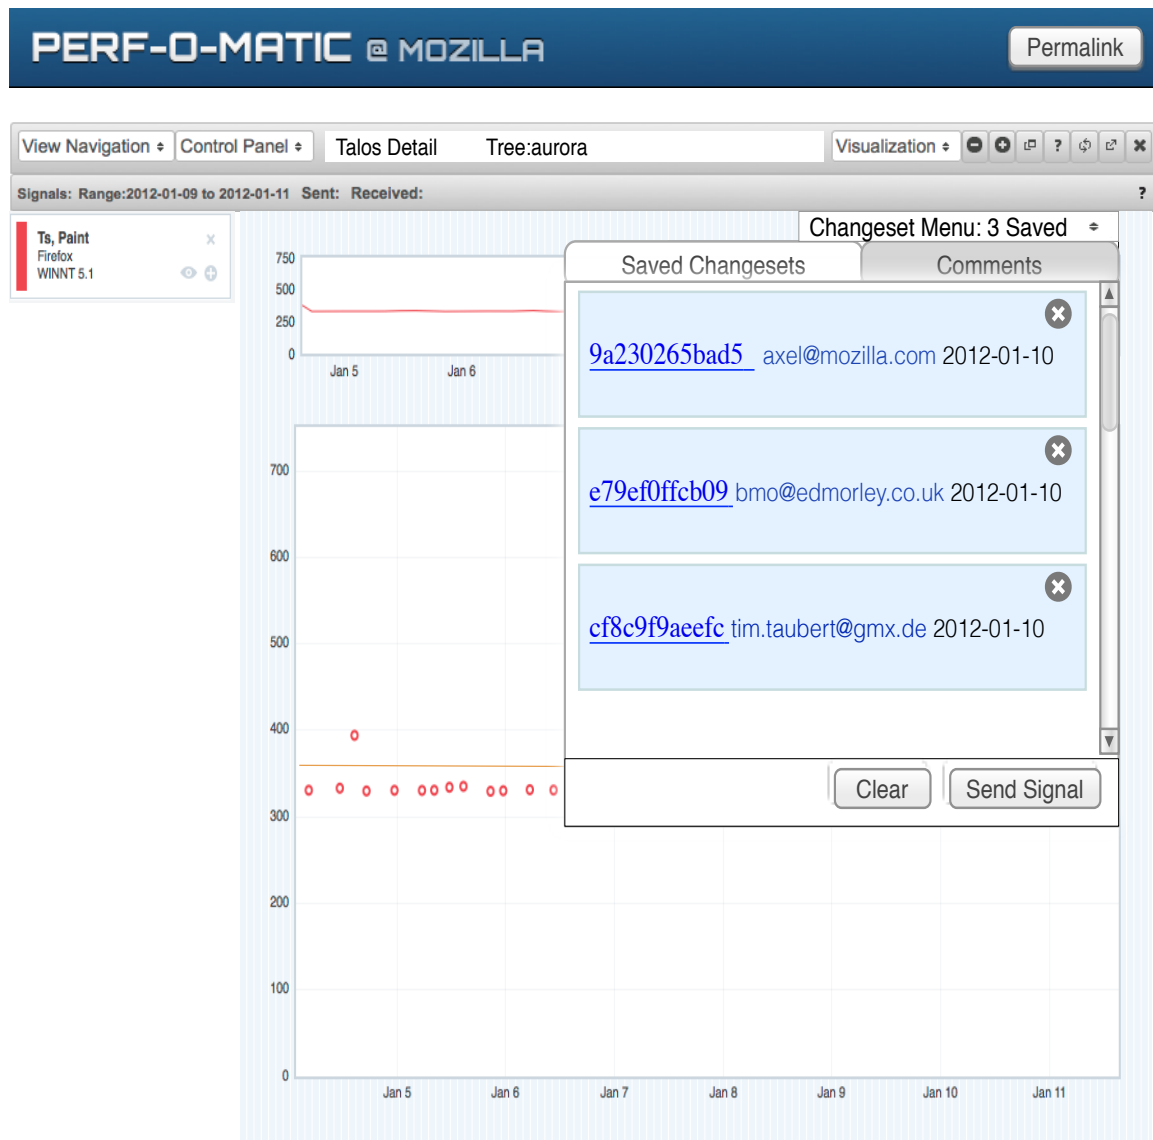 PERF-O-MATIC @ MOZILLA
Permalink
View Navigation Control Panel Talos Detail Tree:aurora Visualization ?
Signals: Range:2012-01-09 to 2012-01-11 Sent: Received: ?
Ts, Paint
Firefox
WINNT 5.1
Changeset Menu: 3 Saved
Saved Changesets Comments
9a230265bad5 axel@mozilla.com 2012-01-10
e79ef0ffcb09 bmo@edmorley.co.uk 2012-01-10
cf8c9f9aeefc tim.taubert@gmx.de 2012-01-10
Clear Send Signal
750
500
250
0
Jan 5 Jan 6
700
600
500
400
300
200
100
0
Jan 5 Jan 6 Jan 7 Jan 8 Jan 9 Jan 10 Jan 11